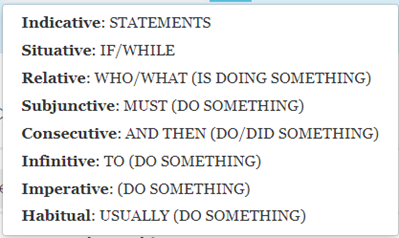 Indicative: STATEMENTS
Situative: IF/WHILE
Relative: WHO/WHAT (IS DOING SOMETHING)
Subjunctive: MUST (DO SOMETHING)
Consecutive: AND THEN (DO/DID SOMETHING)
Infinitive: TO (DO SOMETHING)
Imperative: (DO SOMETHING)
Habitual: USUALLY (DO SOMETHING)